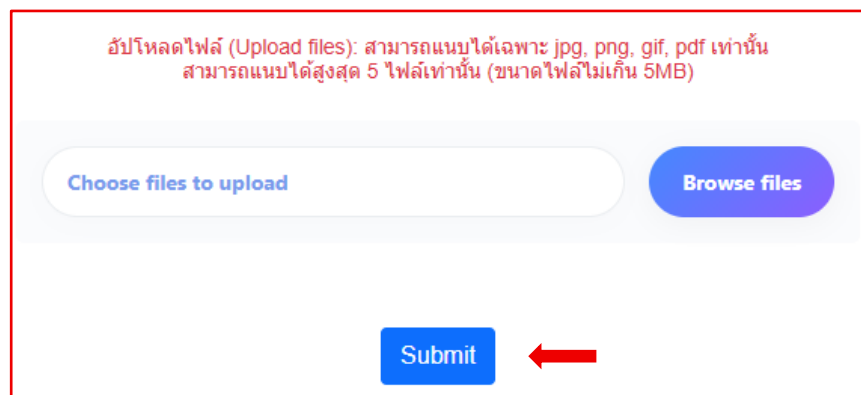 อัปโหลดไฟล์ (Upload files): สามารถแนบได้เฉพาะ jpg, png, gif, pdf เท่านั้น
สามารถแนบได้สูงสุด 5 ไฟล์เท่านั้น (ขนาดไฟล์ไม่เกิน 5MB)
Choose files to upload
Browse files
Submit